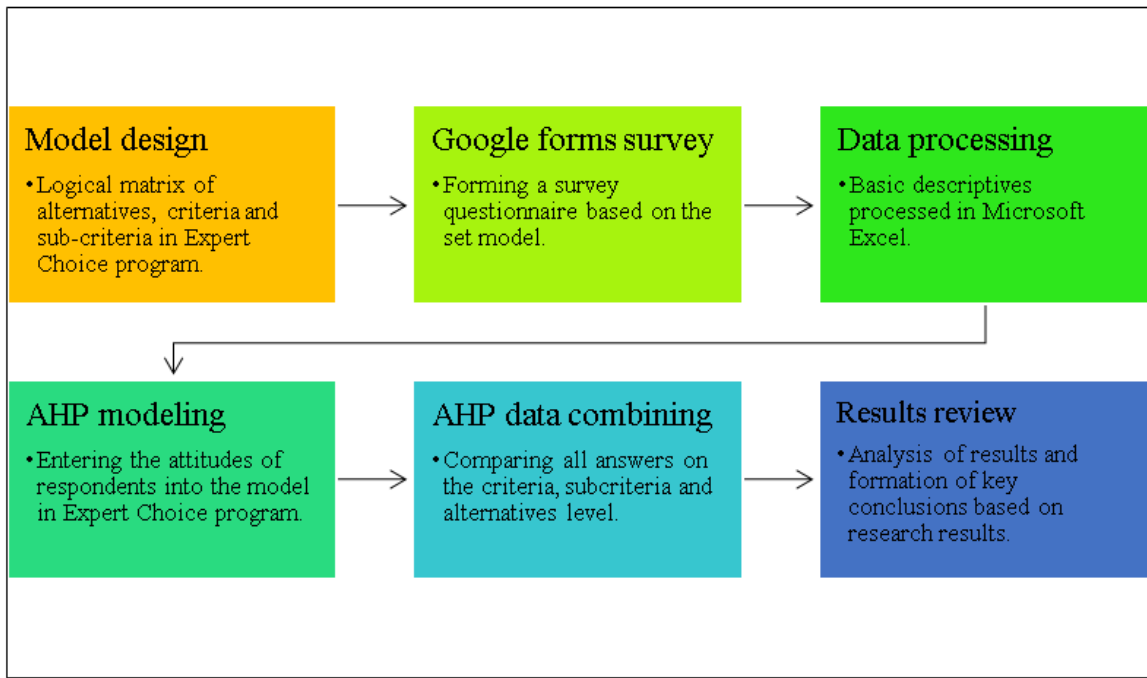 Model design
•Logical matrix of
alternatives, criteria and
sub-criteria in Expert
Choice program.
Google forms survey
•Forming a survey
questionnaire based on the
set model.
Data processing
•Basic descriptives
processed in Microsoft
Excel.
AHP modeling
•Entering the attitudes of
respondents into the model
in Expert Choice program.
AHP data combining
•Comparing all answers on
the criteria, subcriteria and
alternatives level.
Results review
•Analysis of results and
formation of key
conclusions based on
research results.